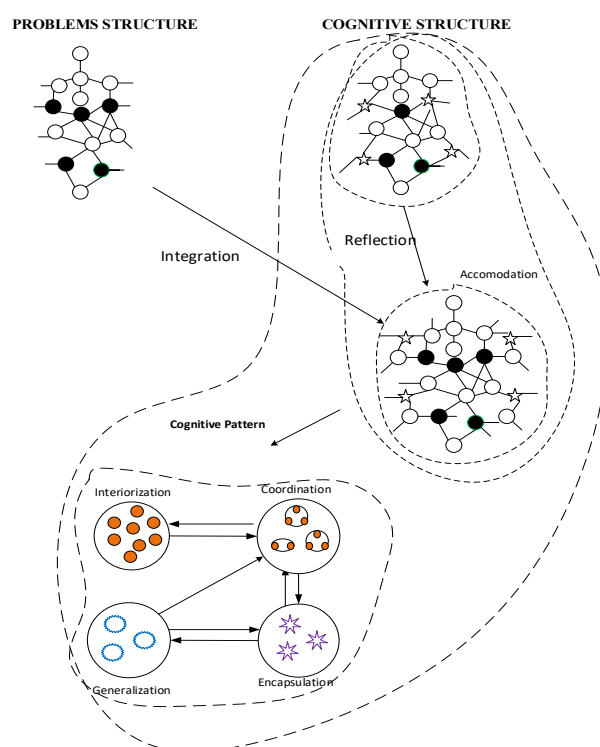 PROBLEMS STRUCTURE
COGNITIVE STRUCTURE
Integration
Reflection
Accomodation
Cognitive Pattern
Interiorization
Coordination
Generalization
Encapsulation